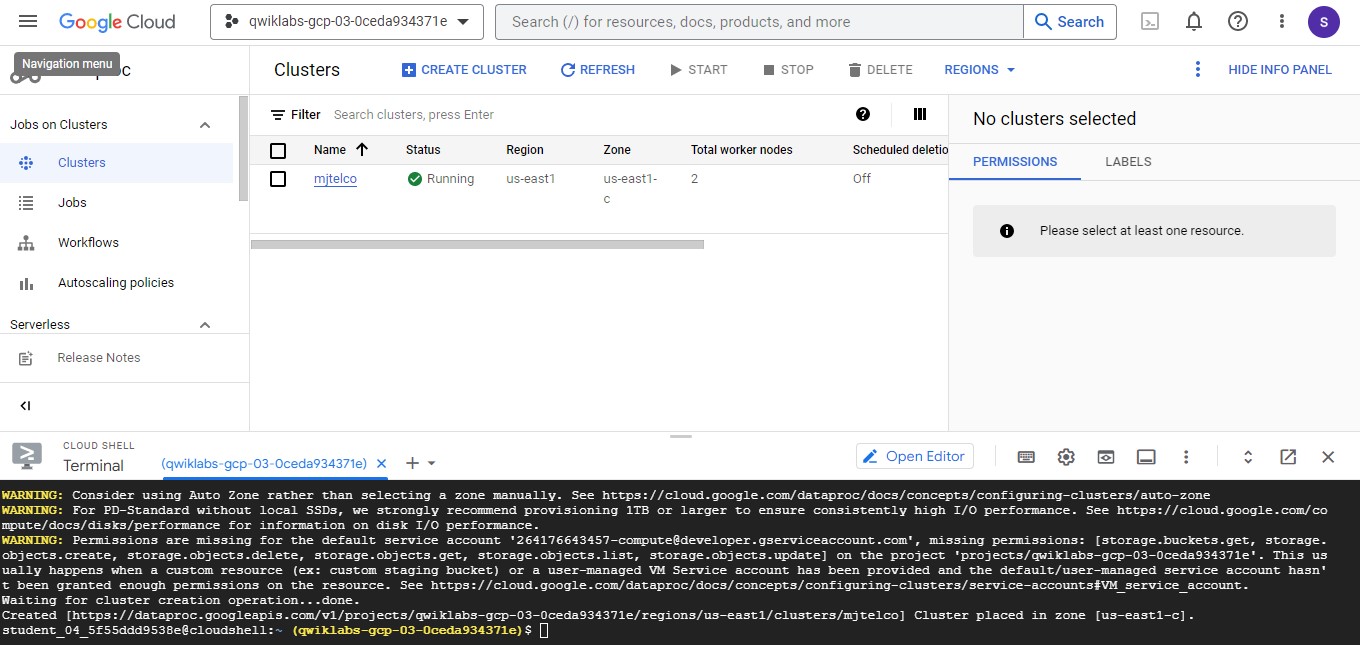 Google Cloud
qwiklabs-gcp-03-0ceda934371e
Search (/) for resources, docs, products, and more
Search
S
Navigation menu
Clusters
CREATE CLUSTER
REFRESH
START
STOP
DELETE
REGIONS
HIDE INFO PANEL
Jobs on Clusters
Clusters
Jobs
Workflows
Autoscaling policies
Serverless
Release Notes
Filter
Search clusters, press Enter
Name
Status
Region
Zone
Total worker nodes
Scheduled deletio
mjtelco
Running
us-east1
us-east1-
c
2
Off
No clusters selected
PERMISSIONS
LABELS
Please select at least one resource.
CLOUD SHELL
Terminal
(qwiklabs-gcp-03-0ceda934371e)
Open Editor
WARNING: Consider using Auto Zone rather than selecting a zone manually. See https://cloud.google.com/dataproc/docs/concepts/configuring-clusters/auto-zone
WARNING: For PD-Standard without local SSDs, we strongly recommend provisioning 1TB or larger to ensure consistently high I/O performance. See https://cloud.google.com/co
mpute/docs/disks/performance for information on disk I/O performance.
WARNING: Permissions are missing for the default service account '264176643457-compute@developer.gserviceaccount.com', missing permissions: [storage.buckets.get, storage.
objects.create, storage.objects.delete, storage.objects.get, storage.objects.list, storage.objects.update] on the project 'projects/qwiklabs-gcp-03-0ceda934371e'. This us
ually happens when a custom resource (ex: custom staging bucket) or a user-managed VM Service account has been provided and the default/user-managed service account hasn'
t been granted enough permissions on the resource. See https://cloud.google.com/dataproc/docs/concepts/configuring-clusters/service-accounts#VM_service_account.
Waiting for cluster creation operation...done.
Created [https://dataproc.googleapis.com/v1/projects/qwiklabs-gcp-03-0ceda934371e/regions/us-east1/clusters/mjtelco] Cluster placed in zone [us-east1-c].
student_04_5f55ddd9538e@cloudshell:~ (qwiklabs-gcp-03-0ceda934371e)$